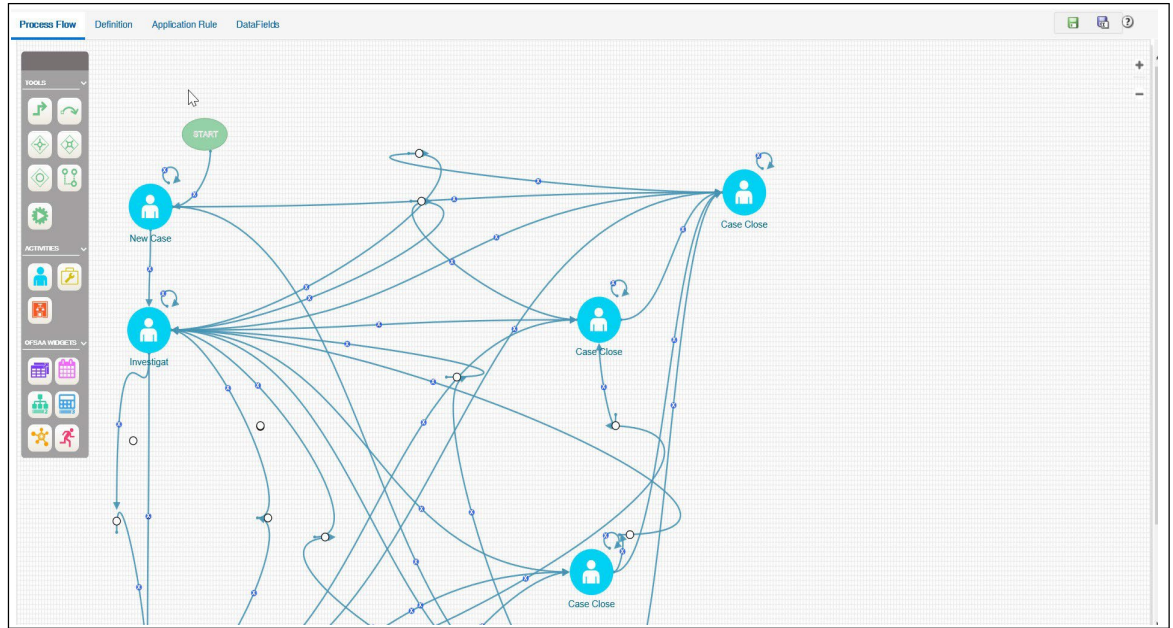 Process Flow
Definition
Application Rule
DataFields
TOOLS
START
New Case
Case Close
ACTIVITIES
Investigat
Case Close
OFSAA WIDGETS
Case Close